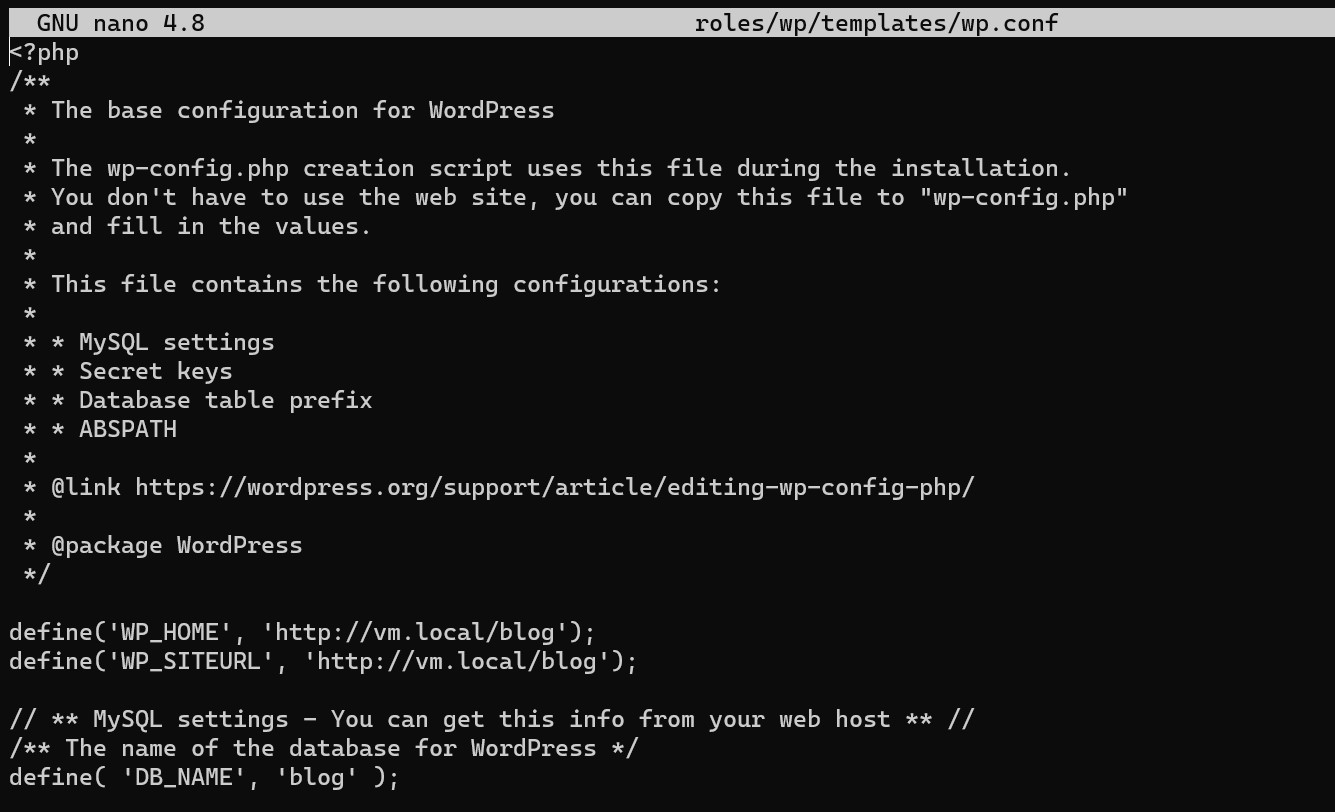 GNU nano 4.8 roles/wp/templates/wp.conf
<?php
/**
 * The base configuration for WordPress
 *
 * The wp-config.php creation script uses this file during the installation.
 * You don't have to use the web site, you can copy this file to "wp-config.php"
 * and fill in the values.
 *
 * This file contains the following configurations:
 *
 * * MySQL settings
 * * Secret keys
 * * Database table prefix
 * * ABSPATH
 *
 * @link https://wordpress.org/support/article/editing-wp-config-php/
 *
 * @package WordPress
 */

define('WP_HOME', 'http://vm.local/blog');
define('WP_SITEURL', 'http://vm.local/blog');

// ** MySQL settings - You can get this info from your web host ** //
/** The name of the database for WordPress */
define( 'DB_NAME', 'blog' );